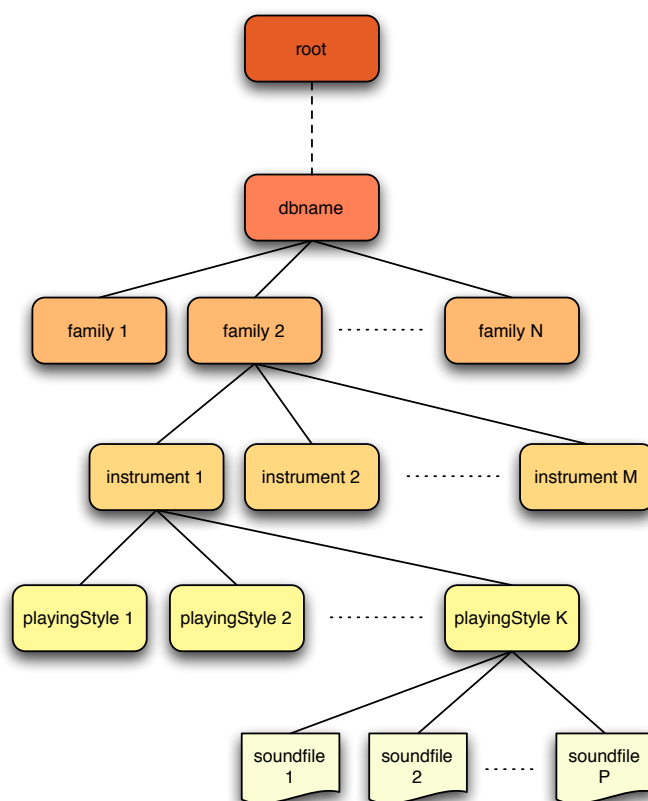 root
dbname
family 1
family 2
family N
instrument 1
instrument 2
instrument M
playingStyle 1
playingStyle 2
playingStyle K
soundfile
1
soundfile
2
soundfile
P